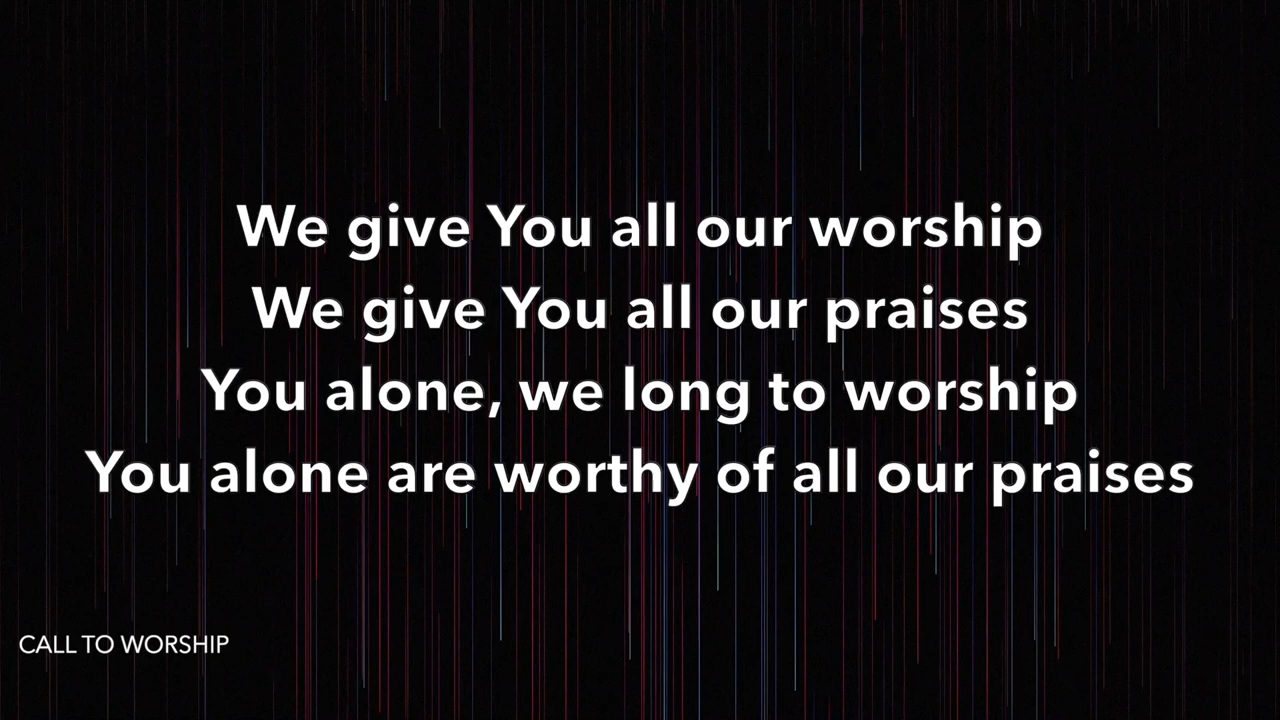 We give You all our worship
We give You all our praises
You alone, we long to worship
You alone are worthy of all our praises
CALL TO WORSHIP